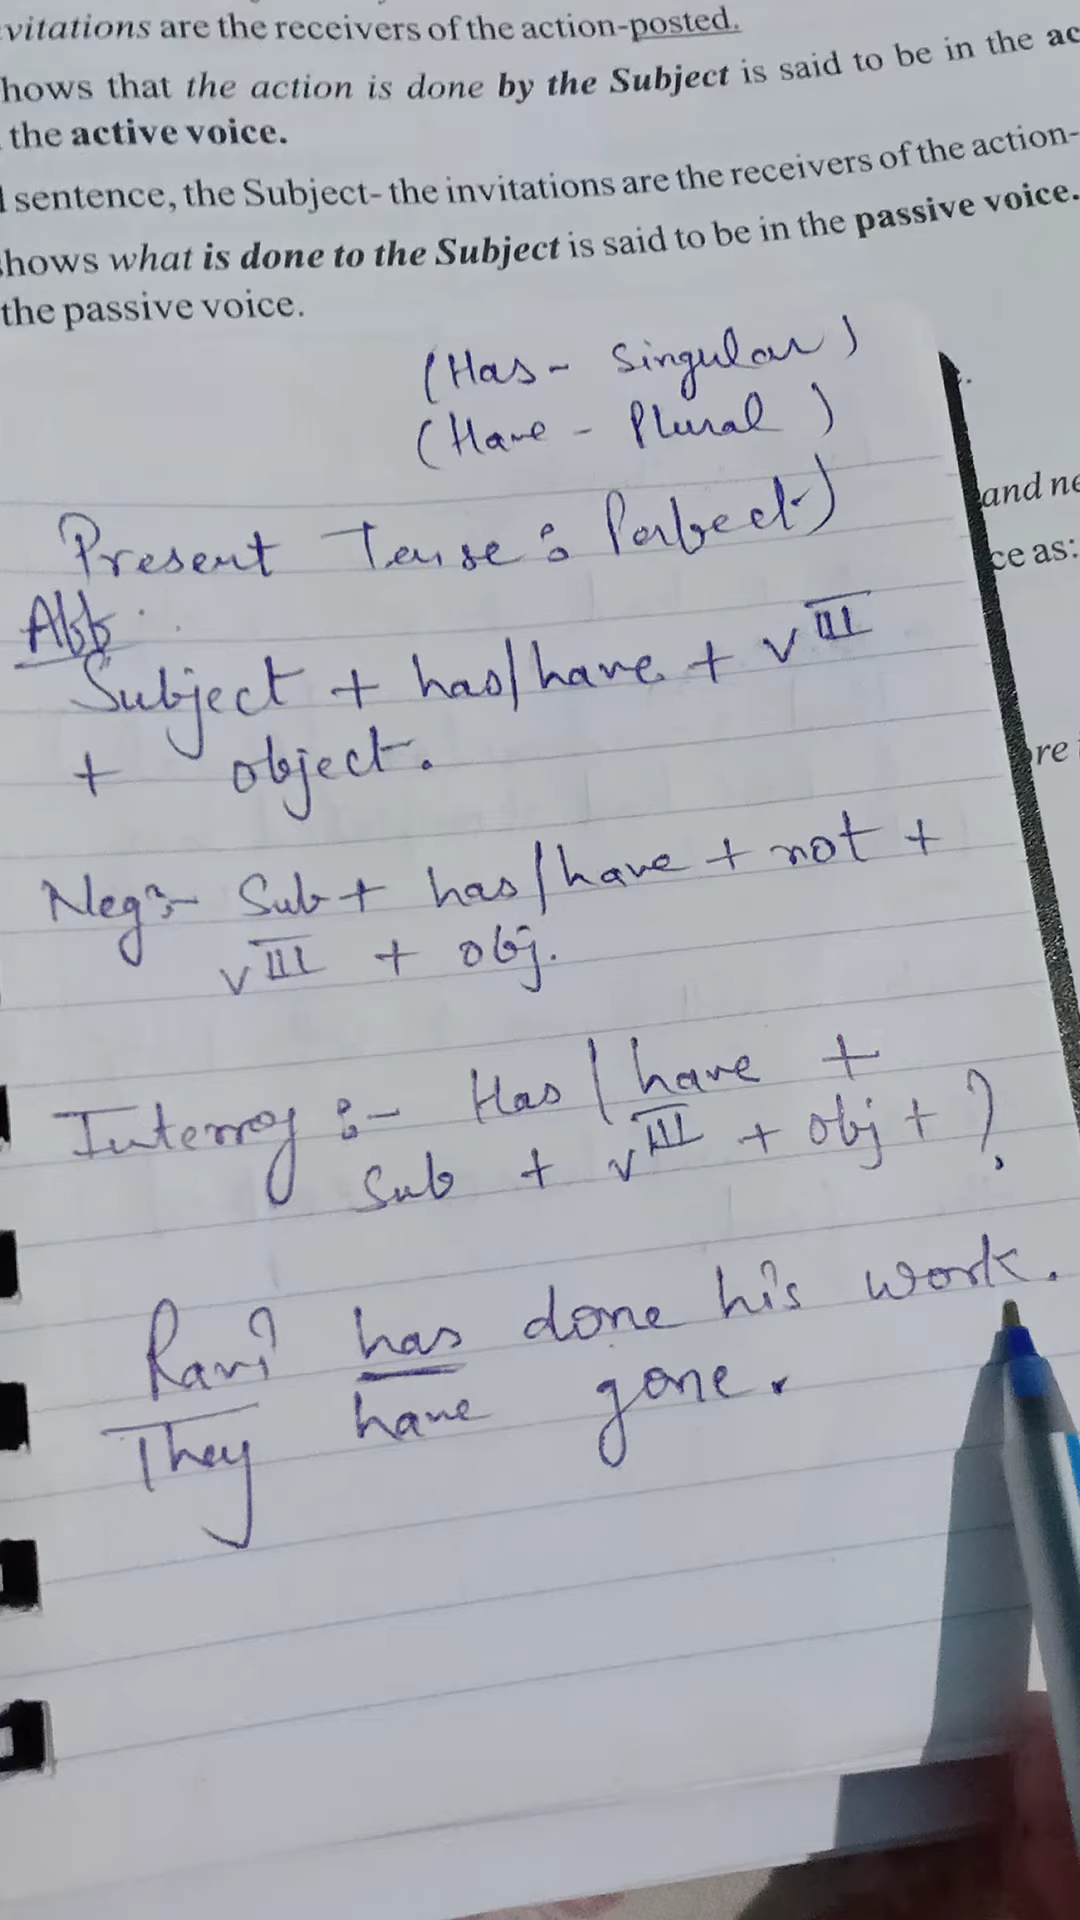 vitations are the receivers of the action-posted.
hows that the action is done by the Subject is said to be in the ac
the active voice.
sentence, the Subject- the invitations are the receivers of the action-
hows what is done to the Subject is said to be in the passive voice.
the passive voice.
(Has - Singular)
(Have - Plural)
and ne
Present Tense : Perfect)
ce as:
Aff
Subject + has/have + v III
+ object.
re
Neg:- Sub + has/have + not +
v III + obj.
Interrog :- Has/have +
Sub + v III + obj + ?
Ravi has done his work.
They have gone.